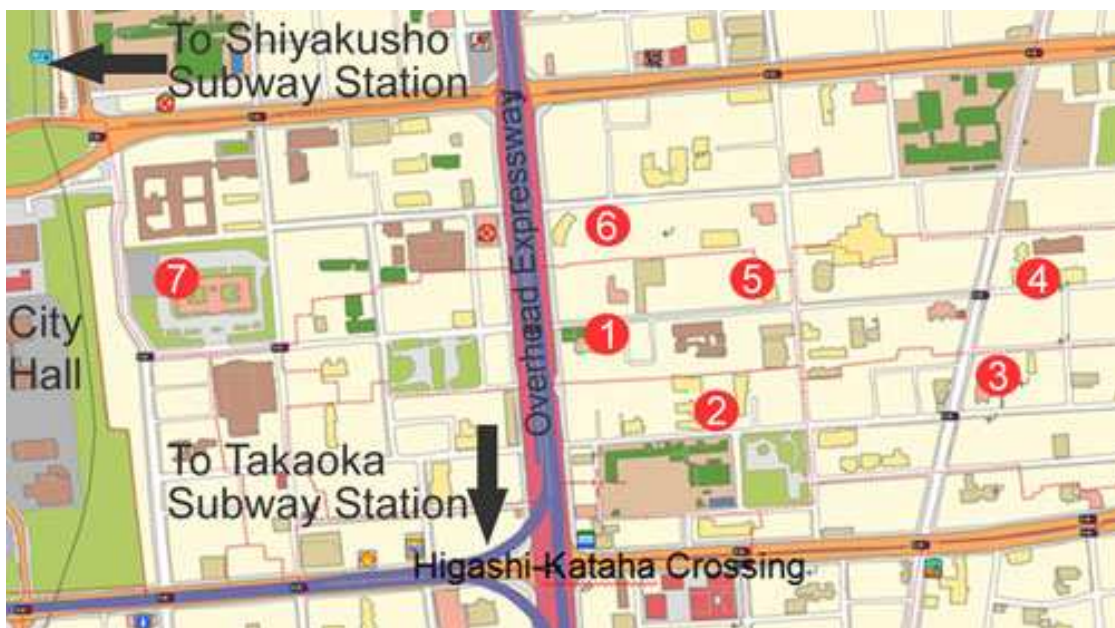 To Shiyakusho
Subway Station
Overhead Expressway
6
7
5
4
City
Hall
1
3
2
To Takaoka
Subway Station
Higashi-Kataha Crossing